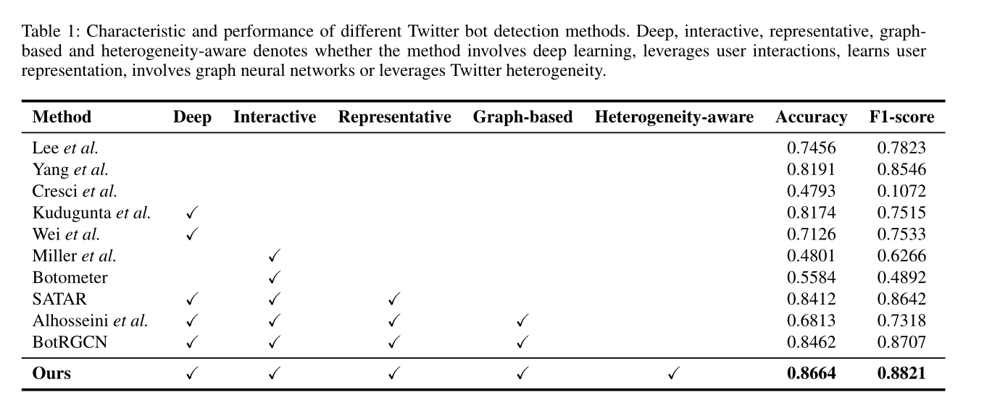 Table 1: Characteristic and performance of different Twitter bot detection methods. Deep, interactive, representative, graph-
based and heterogeneity-aware denotes whether the method involves deep learning, leverages user interactions, learns user
representation, involves graph neural networks or leverages Twitter heterogeneity.
Method Deep Interactive Representative Graph-based Heterogeneity-aware Accuracy F1-score
Lee et al. 0.7456 0.7823
Yang et al. 0.8191 0.8546
Cresci et al. 0.4793 0.1072
Kudugunta et al. ✓ 0.8174 0.7515
Wei et al. ✓ 0.7126 0.7533
Miller et al. ✓ 0.4801 0.6266
Botometer ✓ 0.5584 0.4892
SATAR ✓ ✓ ✓ 0.8412 0.8642
Alhosseini et al. ✓ ✓ ✓ ✓ 0.6813 0.7318
BotRGCN ✓ ✓ ✓ ✓ 0.8462 0.8707
Ours ✓ ✓ ✓ ✓ ✓ 0.8664 0.8821